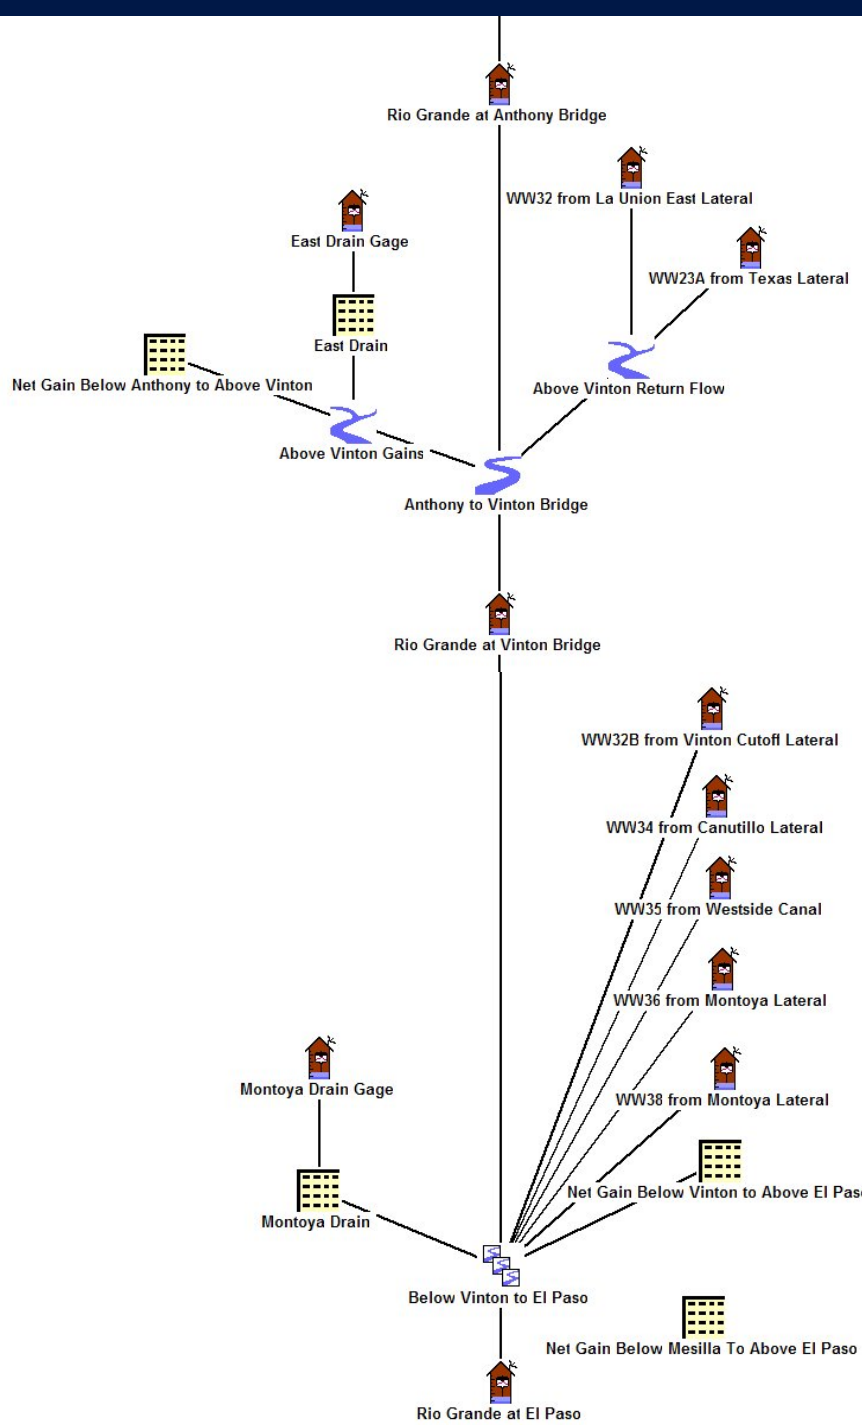 Rio Grande at Anthony Bridge
WW32 from La Union East Lateral
East Drain Gage
WW23A from Texas Lateral
East Drain
Net Gain Below Anthony to Above Vinton
Above Vinton Return Flow
Above Vinton Gains
Anthony to Vinton Bridge
Rio Grande at Vinton Bridge
WW32B from Vinton Cutoff Lateral
WW34 from Canutillo Lateral
WW35 from Westside Canal
WW36 from Montoya Lateral
Montoya Drain Gage
WW38 from Montoya Lateral
Net Gain Below Vinton to Above El Pas
Montoya Drain
Below Vinton to El Paso
Net Gain Below Mesilla To Above El Paso
Rio Grande at El Paso